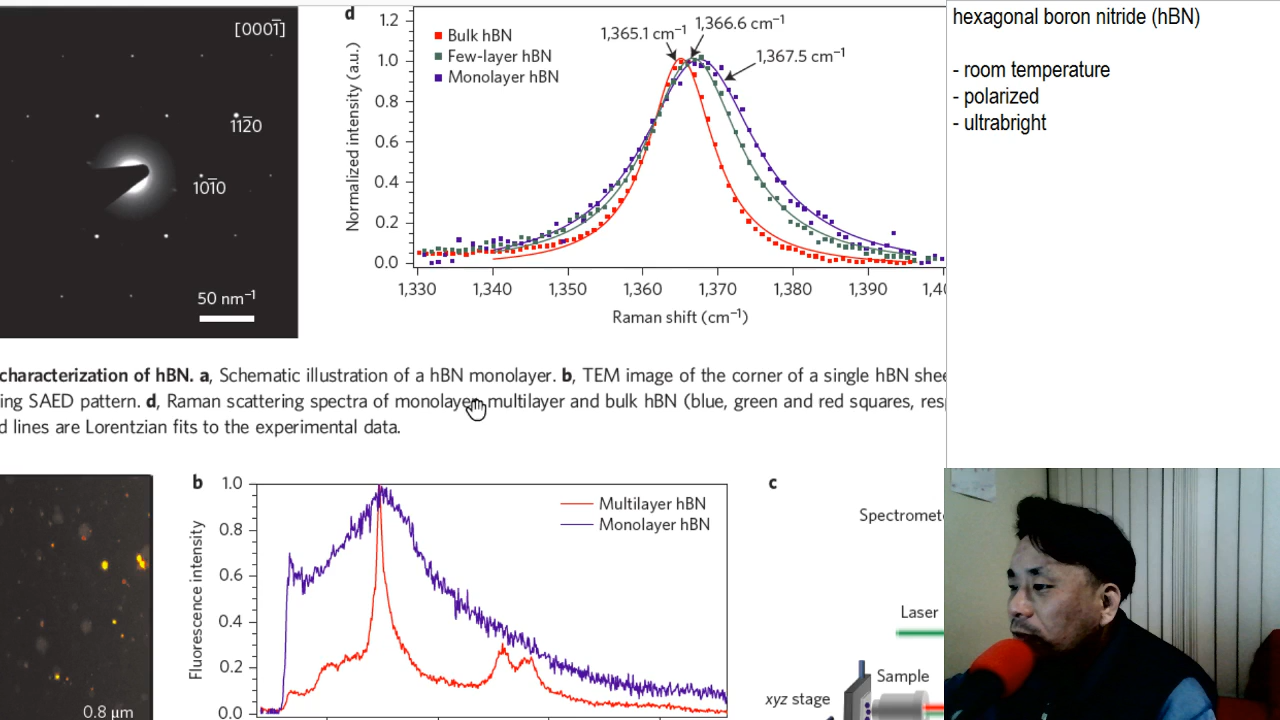 [0001̄]
112̄0
101̄0
50 nm⁻¹
d
Normalized intensity (a.u.)
1.2
1.0
0.8
0.6
0.4
0.2
0.0
Bulk hBN
Few-layer hBN
Monolayer hBN
1,365.1 cm⁻¹
1,366.6 cm⁻¹
1,367.5 cm⁻¹
1,330 1,340 1,350 1,360 1,370 1,380 1,390 1,40
Raman shift (cm⁻¹)
characterization of hBN. a, Schematic illustration of a hBN monolayer. b, TEM image of the corner of a single hBN shee
ing SAED pattern. d, Raman scattering spectra of monolayer, multilayer and bulk hBN (blue, green and red squares, resp
d lines are Lorentzian fits to the experimental data.
0.8 µm
b
Fluorescence intensity
1.0
0.8
0.6
0.4
0.2
0.0
Multilayer hBN
Monolayer hBN
c
Spectromete
Laser
Sample
xyz stage
hexagonal boron nitride (hBN)
- room temperature
- polarized
- ultrabright